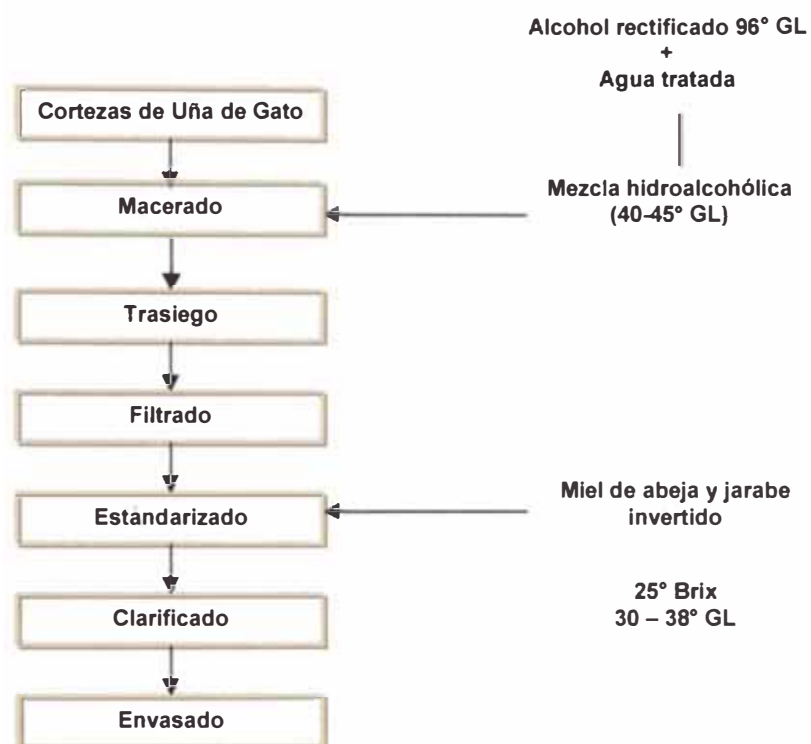 Alcohol rectificado 96° GL
+
Agua tratada
Cortezas de Uña de Gato
Mezcla hidroalcohólica
(40-45° GL)
Macerado
Trasiego
Filtrado
Miel de abeja y jarabe
invertido
Estandarizado
25° Brix
30 – 38° GL
Clarificado
Envasado